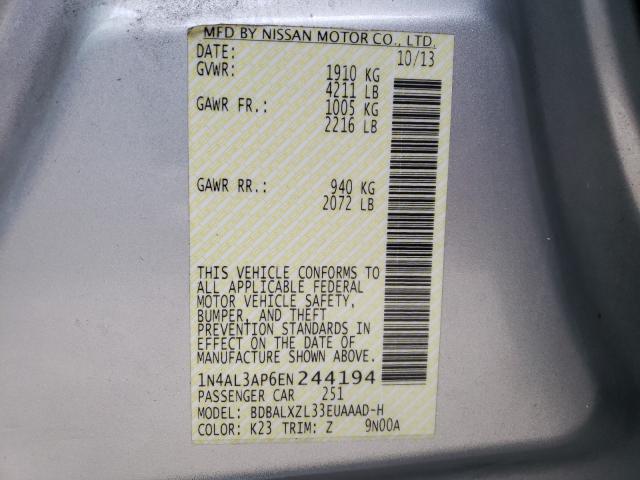 MFD BY NISSAN MOTOR CO., LTD.
DATE: 10/13
GVWR: 1910 KG
4211 LB
GAWR FR.: 1005 KG
2216 LB
GAWR RR.: 940 KG
2072 LB
THIS VEHICLE CONFORMS TO
ALL APPLICABLE FEDERAL
MOTOR VEHICLE SAFETY,
BUMPER, AND THEFT
PREVENTION STANDARDS IN
EFFECT ON THE DATE OF
MANUFACTURE SHOWN ABOVE.
1N4AL3AP6EN244194
PASSENGER CAR 251
MODEL: BDBALXZL33EUAAAD-H
COLOR: K23 TRIM: Z 9N00A